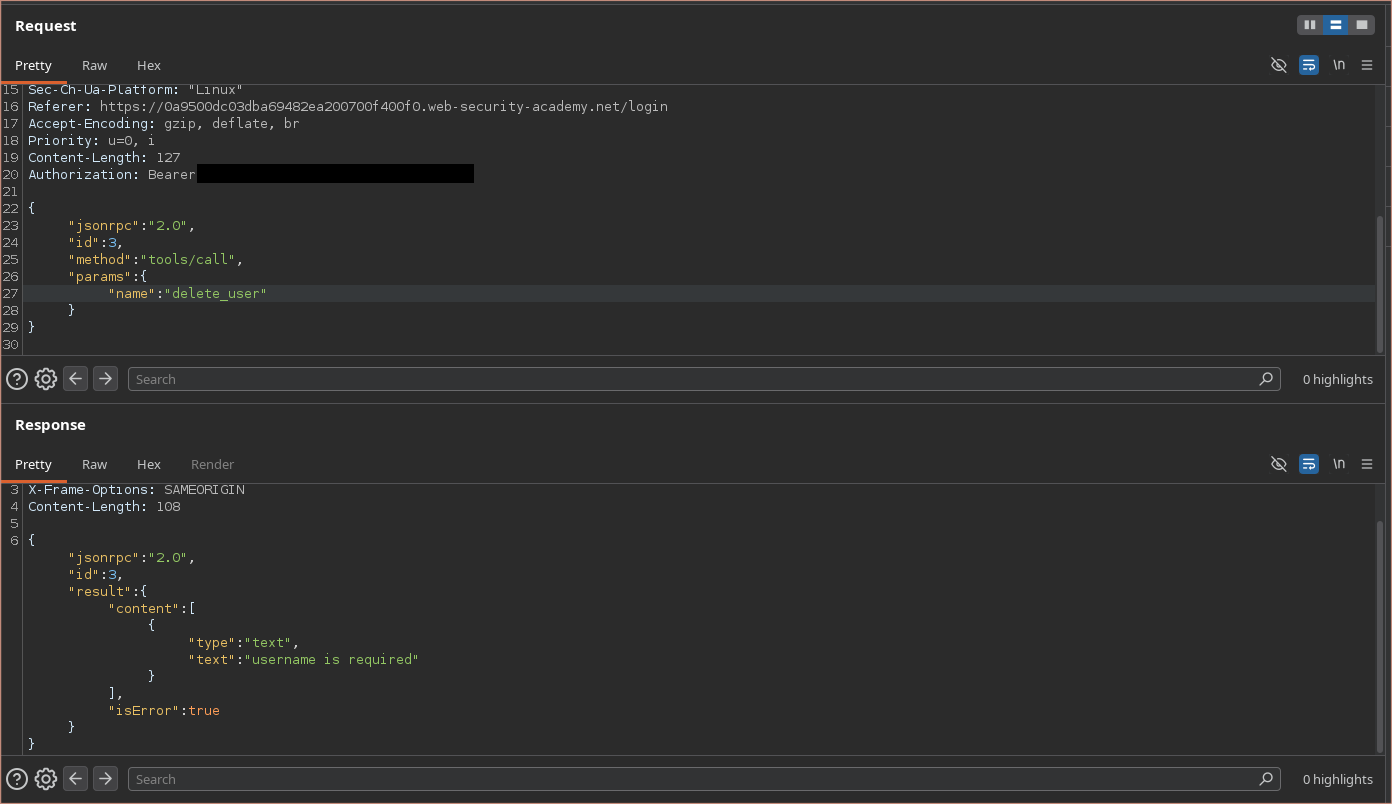 Request
Pretty Raw Hex \n
15 Sec-Ch-Ua-Platform: "Linux"
16 Referer: https://0a9500dc03dba69482ea200700f400f0.web-security-academy.net/login
17 Accept-Encoding: gzip, deflate, br
18 Priority: u=0, i
19 Content-Length: 127
20 Authorization: Bearer
21
22 {
23 "jsonrpc":"2.0",
24 "id":3,
25 "method":"tools/call",
26 "params":{
27 "name":"delete_user"
28 }
29 }
30
Search 0 highlights
Response
Pretty Raw Hex Render \n
3 X-Frame-Options: SAMEORIGIN
4 Content-Length: 108
5
6 {
"jsonrpc":"2.0",
"id":3,
"result":{
"content":[
{
"type":"text",
"text":"username is required"
}
],
"isError":true
}
}
Search 0 highlights